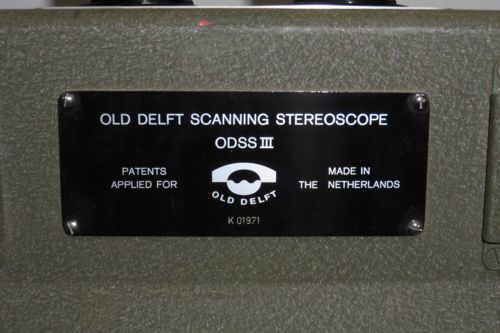 OLD DELFT SCANNING STEREOSCOPE
ODSS III
PATENTS
APPLIED FOR
OLD DELFT
MADE IN
THE NETHERLANDS
K 01971